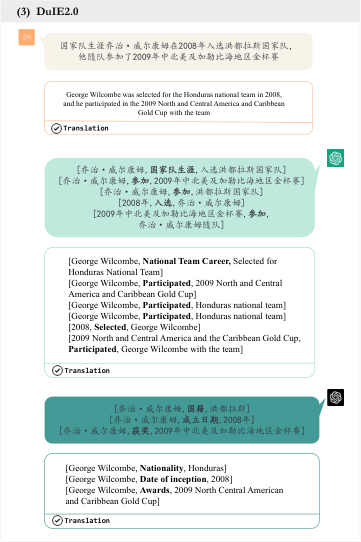 (3) DuIE2.0
国家队生涯乔治·威尔康姆在2008年入选洪都拉斯国家队,
他随队参加了2009年中北美及加勒比海地区金杯赛
George Wilcombe was selected for the Honduras national team in 2008,
and he participated in the 2009 North and Central America and Caribbean
Gold Cup with the team
Translation
[乔治·威尔康姆, 国家队生涯, 入选洪都拉斯国家队]
[乔治·威尔康姆, 参加, 2009年中北美及加勒比海地区金杯赛]
[乔治·威尔康姆, 参加, 洪都拉斯国家队]
[2008年, 入选, 乔治·威尔康姆]
[2009年中北美及加勒比海地区金杯赛, 参加,
乔治·威尔康姆随队]
[George Wilcombe, National Team Career, Selected for
Honduras National Team]
[George Wilcombe, Participated, 2009 North and Central
America and Caribbean Gold Cup]
[George Wilcombe, Participated, Honduras national team]
[George Wilcombe, Participated, Honduras national team]
[2008, Selected, George Wilcombe]
[2009 North and Central America and the Caribbean Gold Cup,
Participated, George Wilcombe with the team]
Translation
[乔治·威尔康姆, 国籍, 洪都拉斯]
[乔治·威尔康姆, 成立日期, 2008年]
[乔治·威尔康姆, 获奖, 2009年中北美及加勒比海地区金杯赛]
[George Wilcombe, Nationality, Honduras]
[George Wilcombe, Date of inception, 2008]
[George Wilcombe, Awards, 2009 North Central American
and Caribbean Gold Cup]
Translation